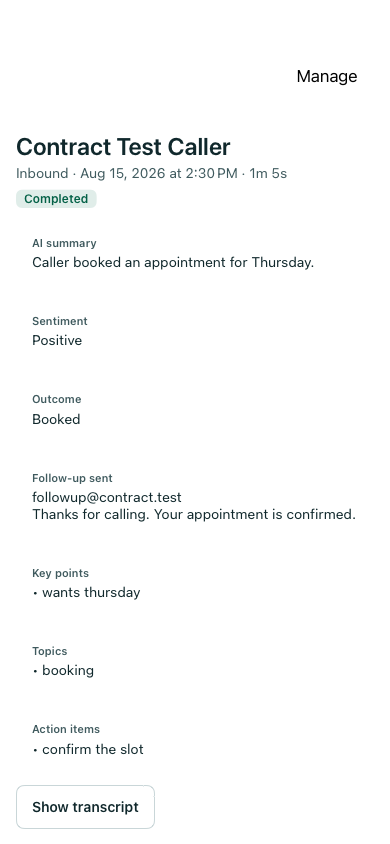 Manage
Contract Test Caller
Inbound · Aug 15, 2026 at 2:30 PM · 1m 5s
Completed
AI summary
Caller booked an appointment for Thursday.
Sentiment
Positive
Outcome
Booked
Follow-up sent
followup@contract.test
Thanks for calling. Your appointment is confirmed.
Key points
• wants thursday
Topics
• booking
Action items
• confirm the slot
Show transcript